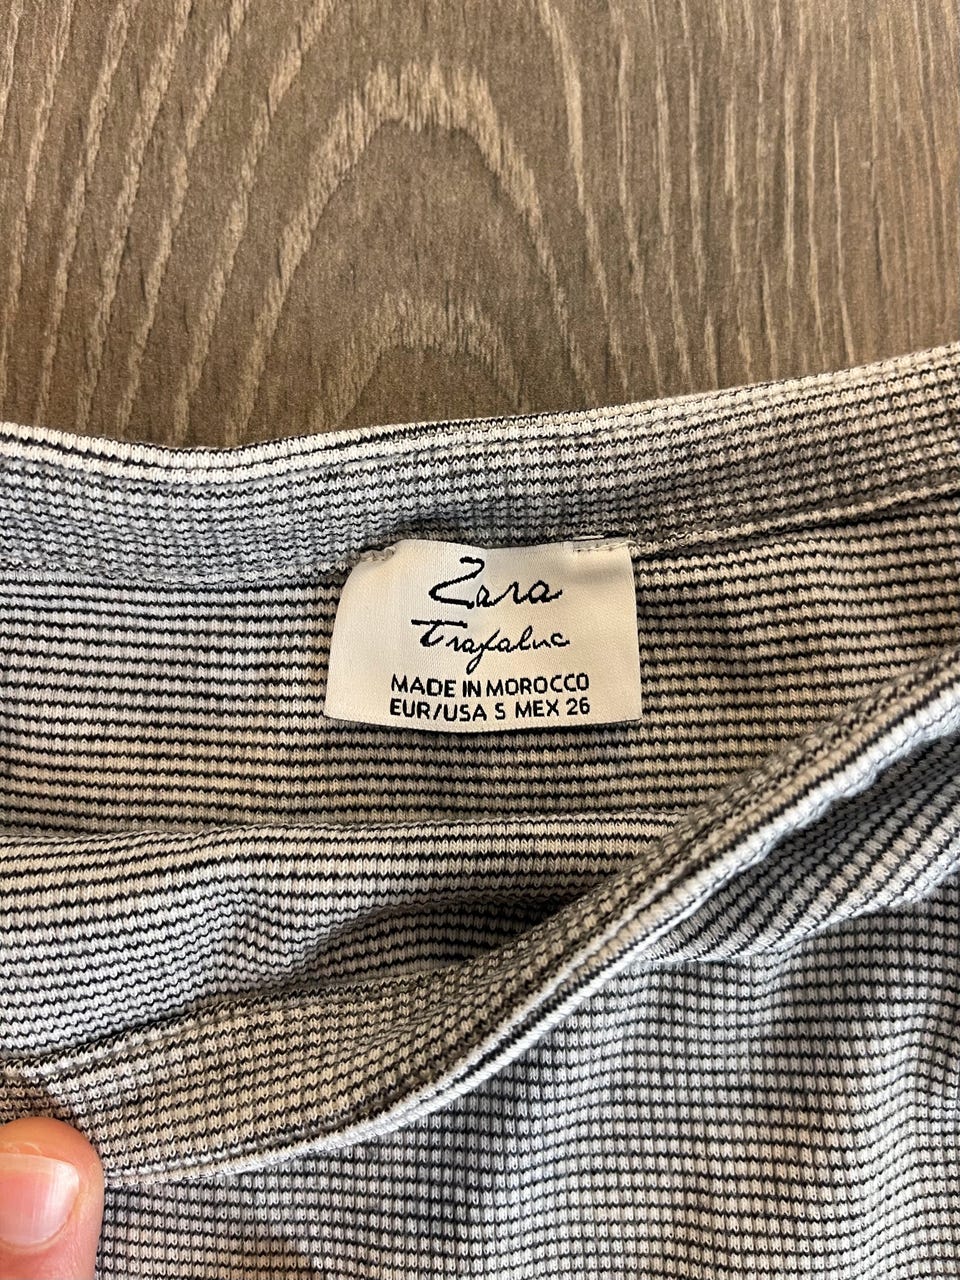 Zara
Trafaluc
MADE IN MOROCCO
EUR/USA S MEX 26